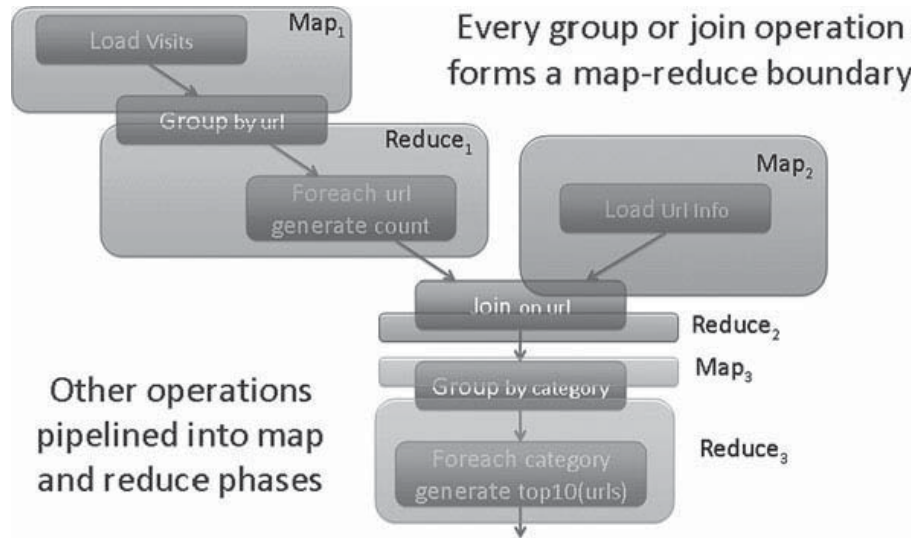 Map1
Load Visits
Every group or join operation
forms a map-reduce boundary
Group by url
Reduce1
Foreach url
generate count
Map2
Load Url Info
Join on url
Reduce2
Map3
Group by category
Other operations
pipelined into map
and reduce phases
Reduce3
Foreach category
generate top10(urls)